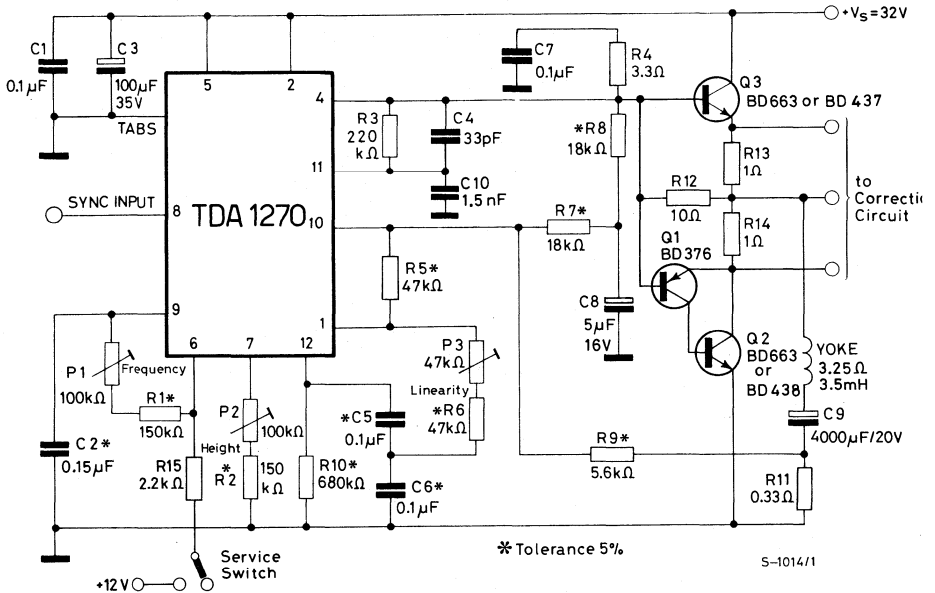 +VS=32V
C1
0.1µF
C3
100µF
35V
TABS
5
2
C7
0.1µF
R4
3.3Ω
Q3
BD663 or BD 437
4
R3
220
kΩ
C4
33pF
*R8
18kΩ
R13
1Ω
11
C10
1.5nF
R12
10Ω
to
Correctic
Circuit
SYNC INPUT
8
TDA 1270
10
R7*
18kΩ
R14
1Ω
Q1
BD376
R5*
47kΩ
C8
5µF
16V
9
1
6
7
12
P1
Frequency
100kΩ
R1*
150kΩ
P2
100kΩ
Height
P3
47kΩ
Linearity
*R6
47kΩ
*C5
0.1µF
Q2
BD663
or
BD438
YOKE
3.25Ω
3.5mH
C9
4000µF/20V
C2*
0.15µF
R15
2.2kΩ
*
R2
150
kΩ
R10*
680kΩ
C6*
0.1µF
R9*
5.6kΩ
R11
0.33Ω
Service
Switch
+12V
* Tolerance 5%
S-1014/1